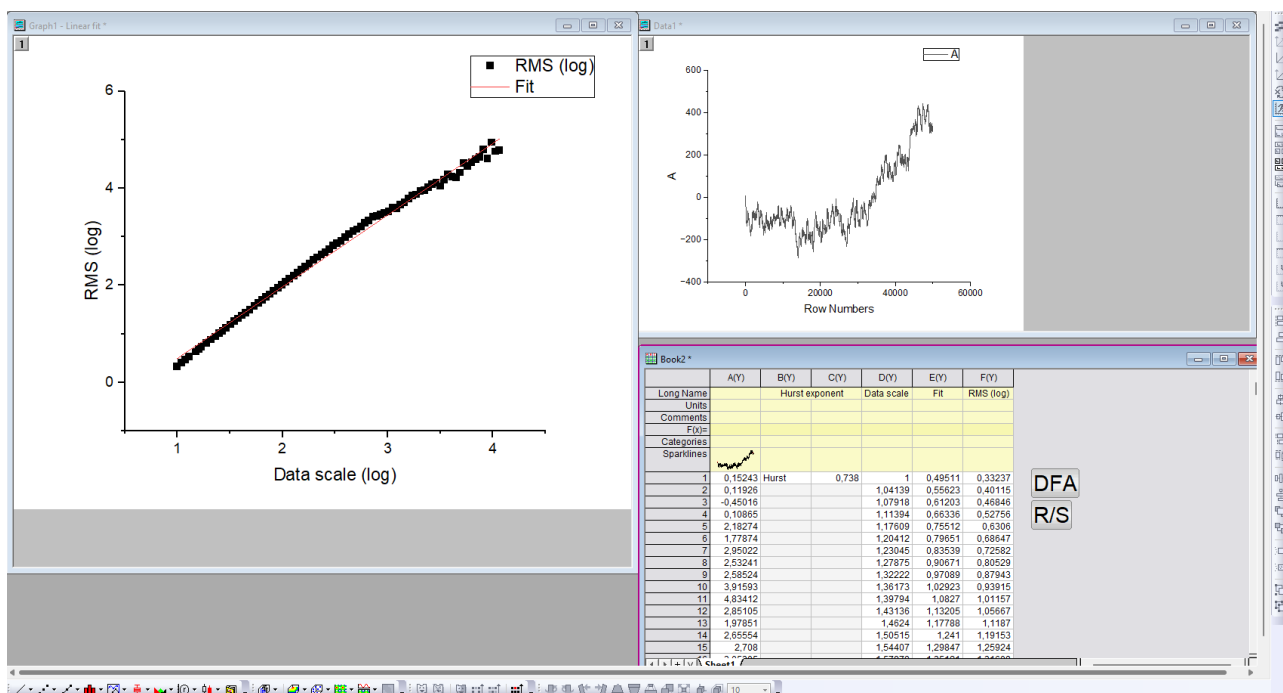 Graph1 - Linear fit *
1
RMS (log)
Fit
6
4
2
0
RMS (log)
1 2 3 4
Data scale (log)
Data1 *
1
A
600
400
200
0
−200
−400
A
0 20000 40000 60000
Row Numbers
Book2 *
A(Y) B(Y) C(Y) D(Y) E(Y) F(Y)
Long Name Hurst exponent Data scale Fit RMS (log)
Units
Comments
F(x)=
Categories
Sparklines
1 0,15243 Hurst 0,738 1 0,49511 0,33237
2 0,11926 1,04139 0,55623 0,40115
3 -0,45016 1,07918 0,61203 0,46846
4 0,10865 1,11394 0,66336 0,52756
5 2,18274 1,17609 0,75512 0,6306
6 1,77874 1,20412 0,79651 0,68647
7 2,95022 1,23045 0,83539 0,72582
8 2,53241 1,27875 0,90671 0,80529
9 2,58524 1,32222 0,97089 0,87943
10 3,91593 1,36173 1,02923 0,93915
11 4,83412 1,39794 1,0827 1,01157
12 2,85105 1,43136 1,13205 1,05667
13 1,97851 1,4624 1,17788 1,1187
14 2,65554 1,50515 1,241 1,19153
15 2,708 1,54407 1,29847 1,25924
Sheet1
DFA
R/S
10